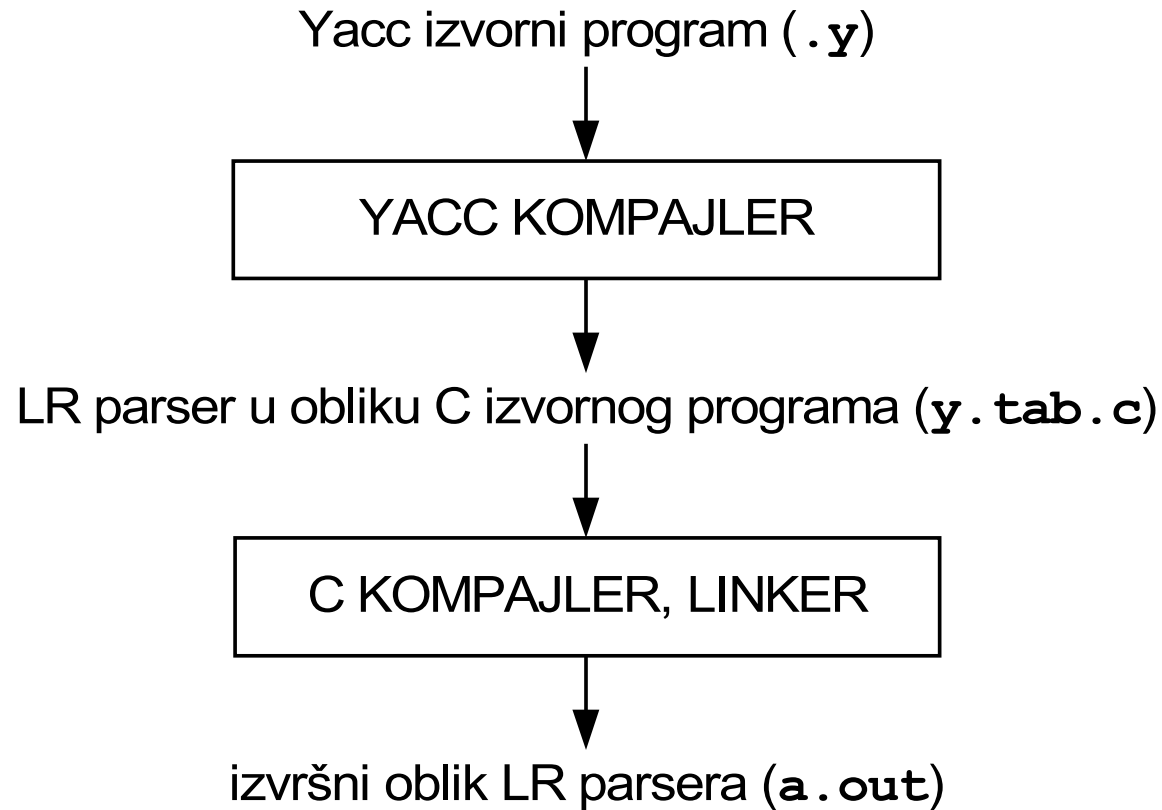 Yacc izvorni program (.y)
YACC KOMPAJLER
LR parser u obliku C izvornog programa (y.tab.c)
C KOMPAJLER, LINKER
izvršni oblik LR parsera (a.out)